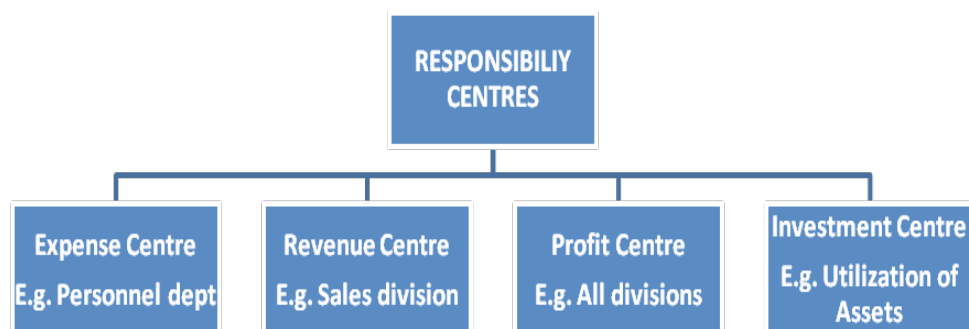 RESPONSIBILIY
CENTRES
Expense Centre
E.g. Personnel dept
Revenue Centre
E.g. Sales division
Profit Centre
E.g. All divisions
Investment Centre
E.g. Utilization of
Assets